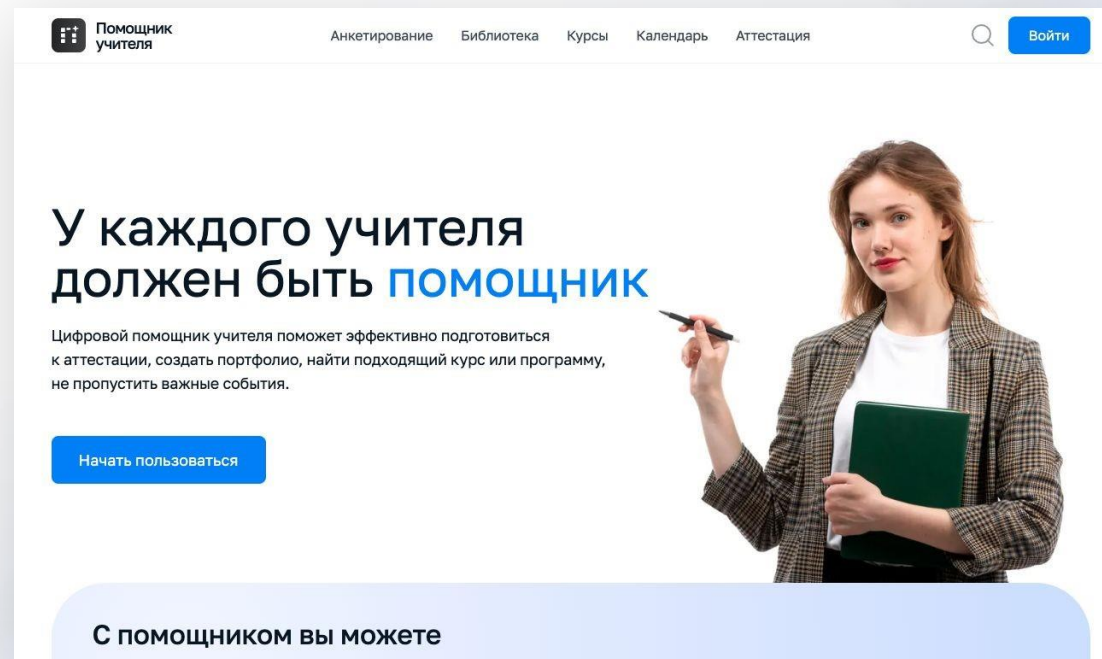 Помощник
учителя
Анкетирование Библиотека Курсы Календарь Аттестация
Войти
У каждого учителя
должен быть помощник
Цифровой помощник учителя поможет эффективно подготовиться
к аттестации, создать портфолио, найти подходящий курс или программу,
не пропустить важные события.
Начать пользоваться
С помощником вы можете